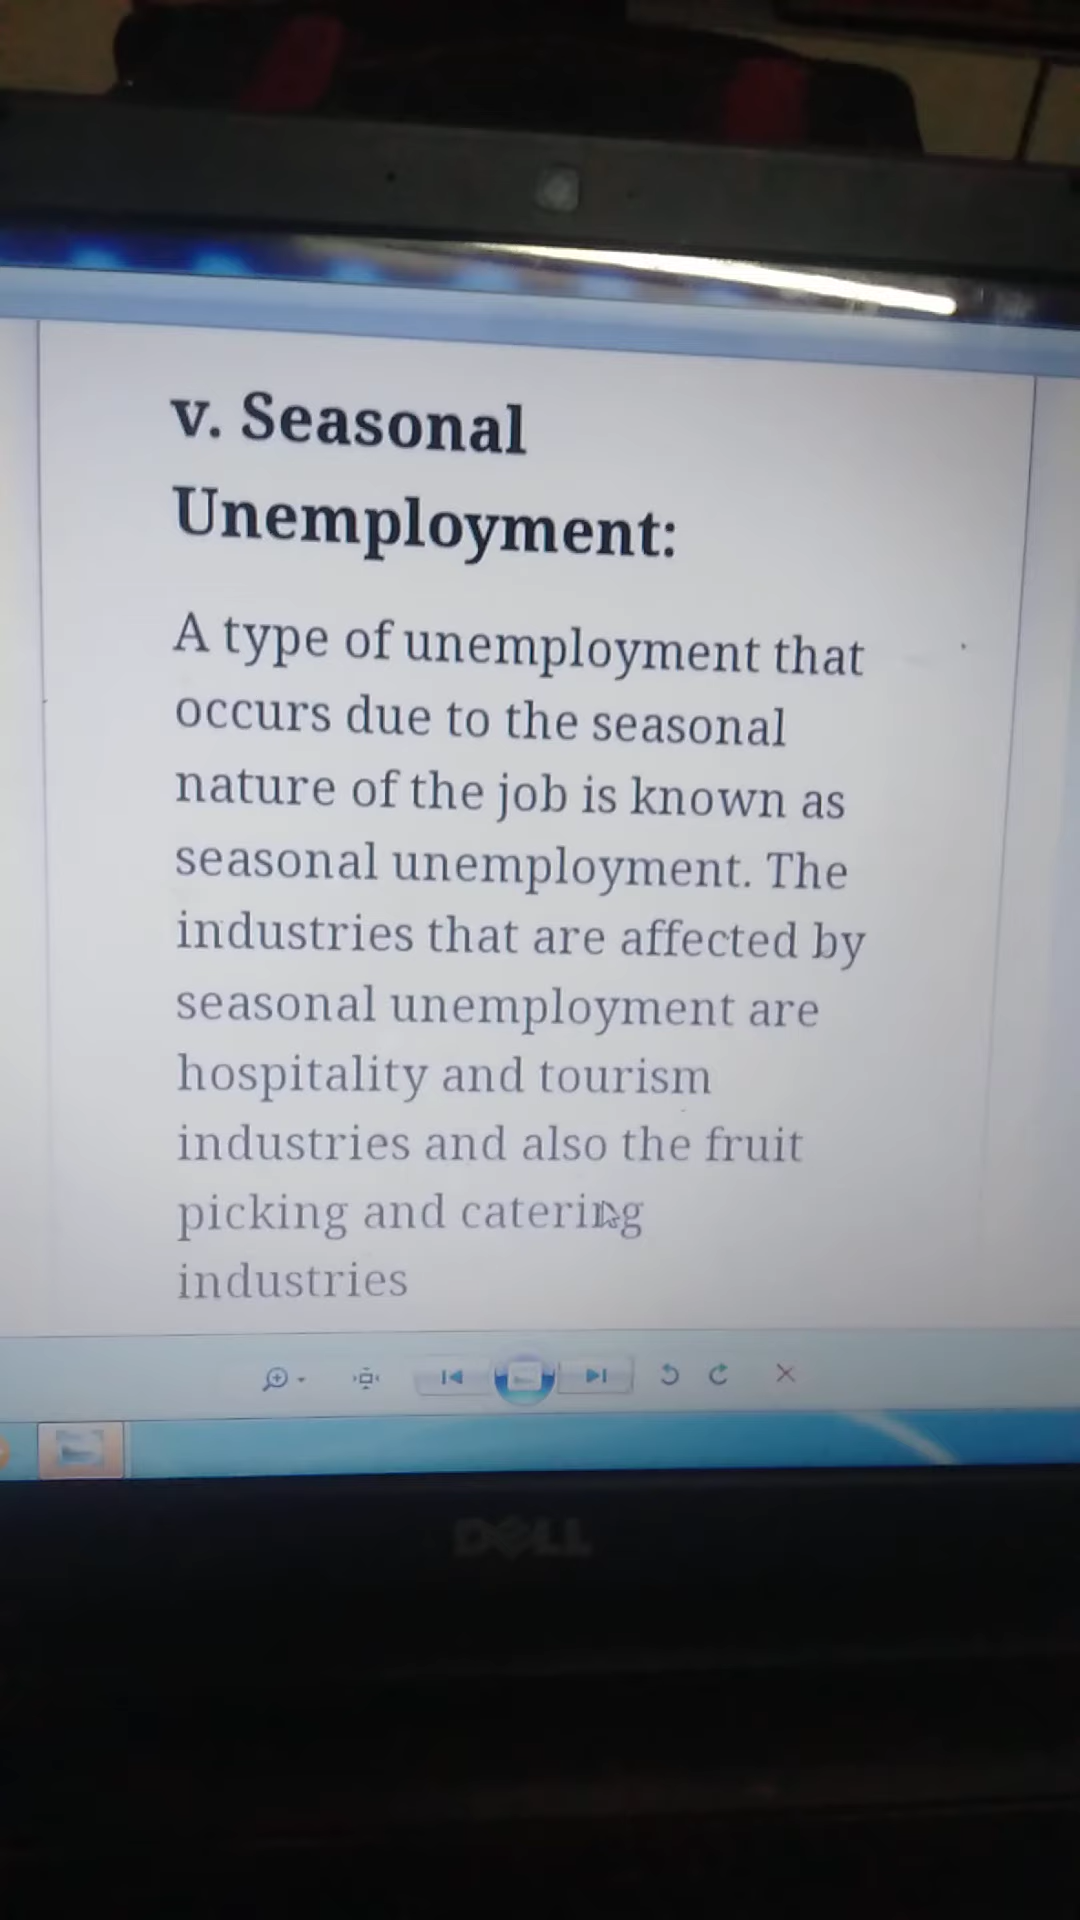 v. Seasonal
Unemployment:
A type of unemployment that
occurs due to the seasonal
nature of the job is known as
seasonal unemployment. The
industries that are affected by
seasonal unemployment are
hospitality and tourism
industries and also the fruit
picking and catering
industries
DELL